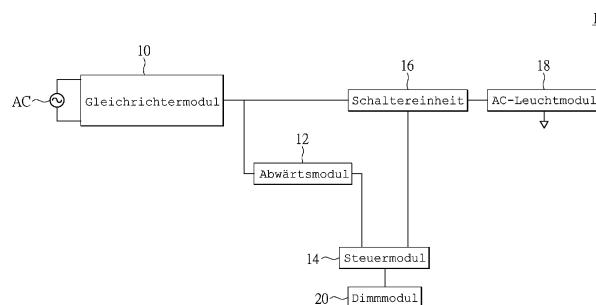 1
10
16
18
AC
Gleichrichtermodul
Schaltereinheit
AC-Leuchtmodul
12
Abwärtsmodul
14
Steuermodul
20
Dimmmodul